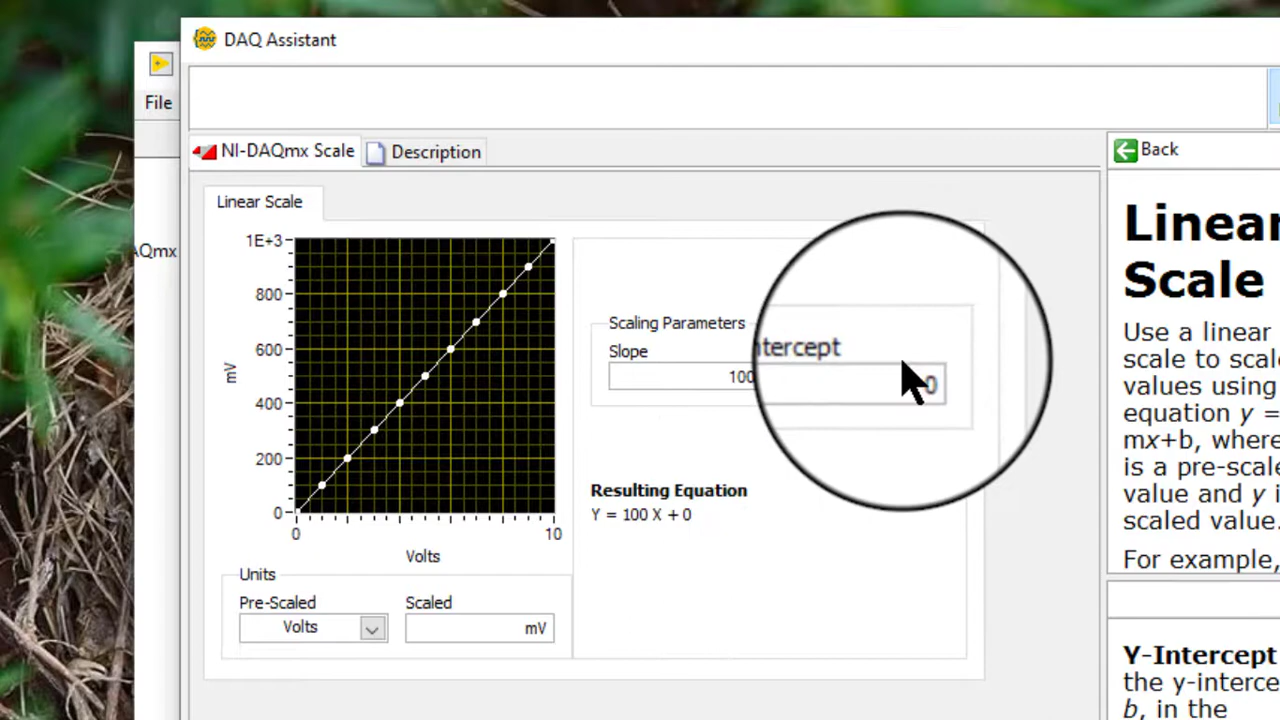 DAQ Assistant
File
NI-DAQmx Scale
Description
Back
Linear Scale
1E+3
800
600
400
200
0
mV
0
10
Volts
Scaling Parameters
Slope
100
ntercept
0
Resulting Equation
Y = 100 X + 0
Units
Pre-Scaled
Scaled
Volts
mV
AQmx
Linear
Scale
Use a linear
scale to scale
values using
equation y =
mx+b, where
is a pre-scale
value and y i
scaled value.
For example,
Y-Intercept
the y-interce
b, in the